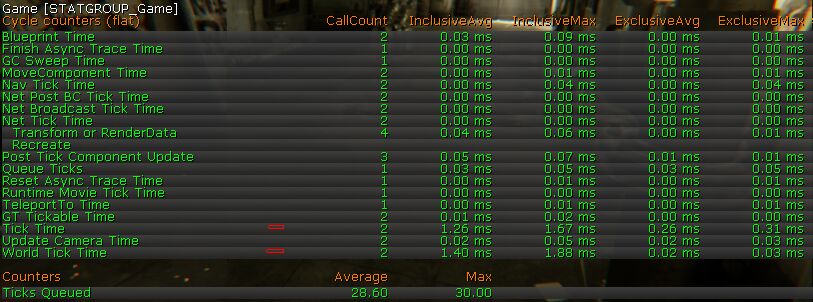 Game [STATGROUP_Game]
Cycle counters (flat) CallCount InclusiveAvg InclusiveMax ExclusiveAvg ExclusiveMax
Blueprint Time 2 0.03 ms 0.09 ms 0.00 ms 0.01 ms
Finish Async Trace Time 1 0.00 ms 0.00 ms 0.00 ms 0.00 ms
GC Sweep Time 1 0.00 ms 0.00 ms 0.00 ms 0.00 ms
MoveComponent Time 2 0.00 ms 0.01 ms 0.00 ms 0.01 ms
Nav Tick Time 2 0.00 ms 0.04 ms 0.00 ms 0.04 ms
Net Post BC Tick Time 2 0.00 ms 0.00 ms 0.00 ms 0.00 ms
Net Broadcast Tick Time 2 0.00 ms 0.00 ms 0.00 ms 0.00 ms
Net Tick Time 2 0.00 ms 0.00 ms 0.00 ms 0.00 ms
Transform or RenderData 4 0.04 ms 0.06 ms 0.00 ms 0.01 ms
Recreate
Post Tick Component Update 3 0.05 ms 0.07 ms 0.01 ms 0.01 ms
Queue Ticks 1 0.03 ms 0.05 ms 0.03 ms 0.05 ms
Reset Async Trace Time 1 0.00 ms 0.01 ms 0.00 ms 0.01 ms
Runtime Movie Tick Time 1 0.00 ms 0.00 ms 0.00 ms 0.00 ms
TeleportTo Time 1 0.00 ms 0.01 ms 0.00 ms 0.00 ms
GT Tickable Time 2 0.01 ms 0.02 ms 0.00 ms 0.00 ms
Tick Time 2 1.26 ms 1.67 ms 0.26 ms 0.31 ms
Update Camera Time 2 0.02 ms 0.05 ms 0.02 ms 0.03 ms
World Tick Time 2 1.40 ms 1.88 ms 0.02 ms 0.03 ms
Counters Average Max
Ticks Queued 28.60 30.00